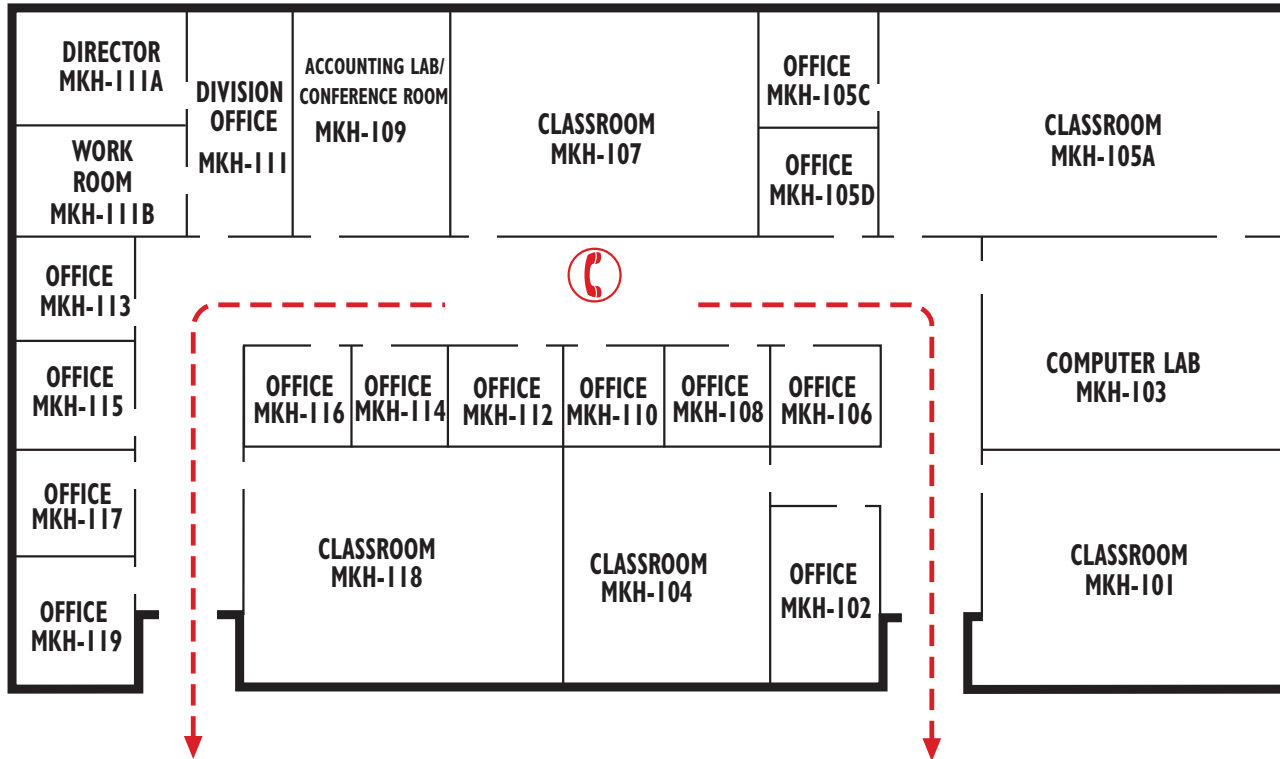 DIRECTOR
MKH-111A
DIVISION
OFFICE
MKH-111
ACCOUNTING LAB/
CONFERENCE ROOM
MKH-109
CLASSROOM
MKH-107
OFFICE
MKH-105C
OFFICE
MKH-105D
CLASSROOM
MKH-105A
WORK
ROOM
MKH-111B
OFFICE
MKH-113
OFFICE
MKH-115
OFFICE
MKH-117
OFFICE
MKH-119
OFFICE
MKH-116
OFFICE
MKH-114
OFFICE
MKH-112
OFFICE
MKH-110
OFFICE
MKH-108
OFFICE
MKH-106
COMPUTER LAB
MKH-103
CLASSROOM
MKH-118
CLASSROOM
MKH-104
OFFICE
MKH-102
CLASSROOM
MKH-101